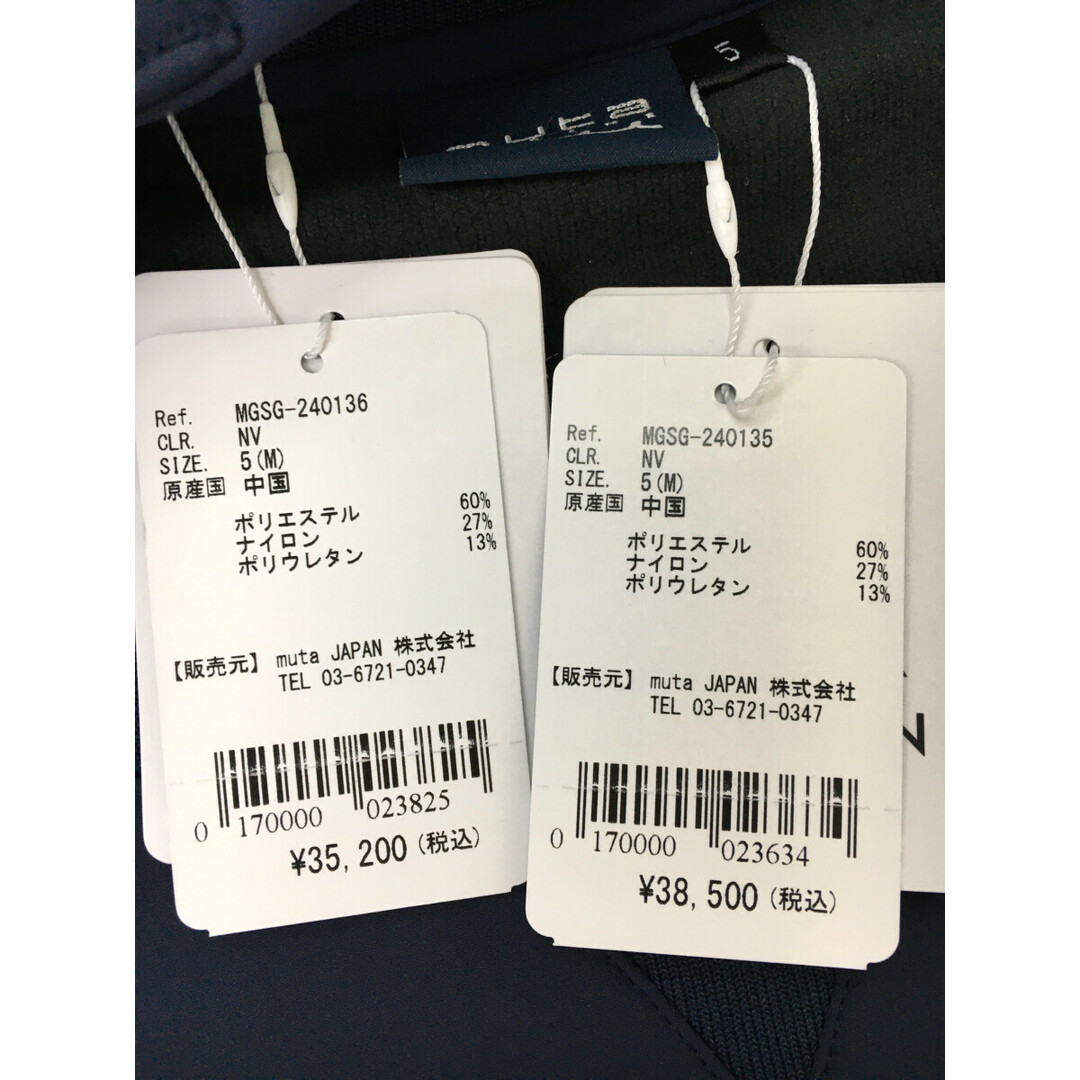 5
muta
Ref. MGSG-240136
CLR. NV
SIZE. 5(M)
原産国 中国
ポリエステル 60%
ナイロン 27%
ポリウレタン 13%
【販売元】 muta JAPAN 株式会社
TEL 03-6721-0347
0 170000 023825
¥35,200(税込)
Ref. MGSG-240135
CLR. NV
SIZE. 5(M)
原産国 中国
ポリエステル 60%
ナイロン 27%
ポリウレタン 13%
【販売元】 muta JAPAN 株式会社
TEL 03-6721-0347
0 170000 023634
¥38,500(税込)